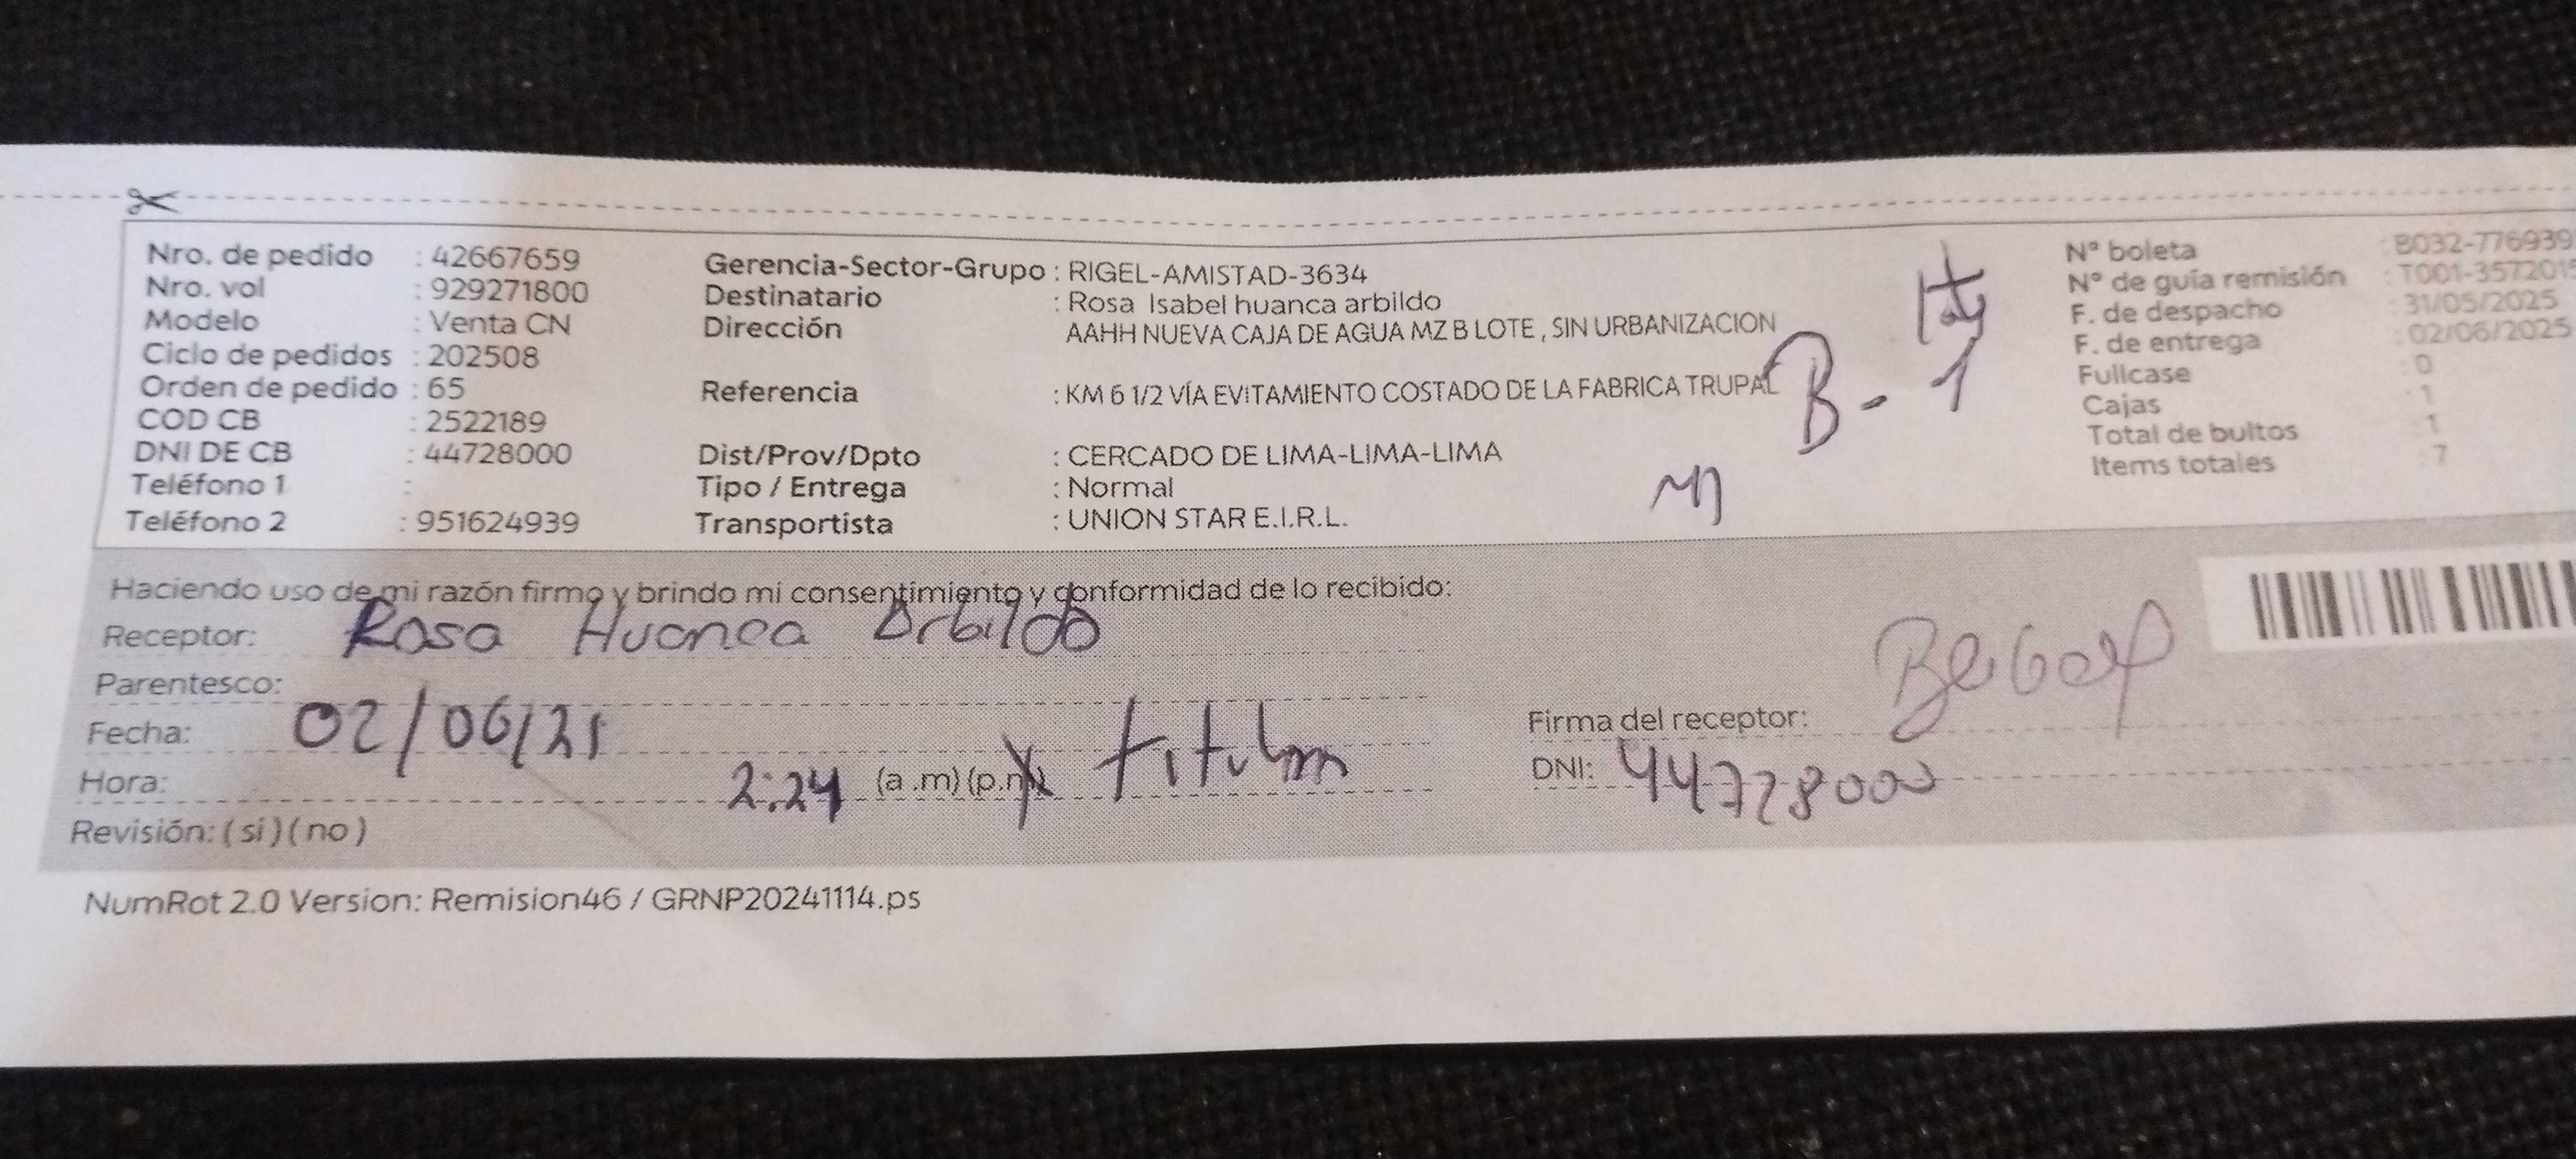 Nro. de pedido : 42667659
Nro. vol : 929271800
Modelo : Venta CN
Ciclo de pedidos : 202508
Orden de pedido : 65
COD CB : 2522189
DNI DE CB : 44728000
Teléfono 1 :
Teléfono 2 : 951624939
Gerencia-Sector-Grupo : RIGEL-AMISTAD-3634
Destinatario : Rosa Isabel huanca arbildo
Dirección AAHH NUEVA CAJA DE AGUA MZ B LOTE , SIN URBANIZACION
Referencia : KM 6 1/2 VÍA EVITAMIENTO COSTADO DE LA FABRICA TRUPAL
Dist/Prov/Dpto : CERCADO DE LIMA-LIMA-LIMA
Tipo / Entrega : Normal
Transportista : UNION STAR E.I.R.L.
B - 1
Nº boleta : B032-776939
Nº de guía remisión : T001-3572015
F. de despacho : 31/05/2025
F. de entrega : 02/06/2025
Fullcase : 0
Cajas : 1
Total de bultos : 1
Items totales : 7
Haciendo uso de mi razón firmo y brindo mi consentimiento y conformidad de lo recibido:
Receptor: Rosa Huanca Arbildo
Parentesco:
Fecha: 02/06/25
Hora: 2:24 (a .m) (p.m) titular
Revisión: ( si ) ( no )
Firma del receptor:
DNI: 44728000
NumRot 2.0 Version: Remision46 / GRNP20241114.ps